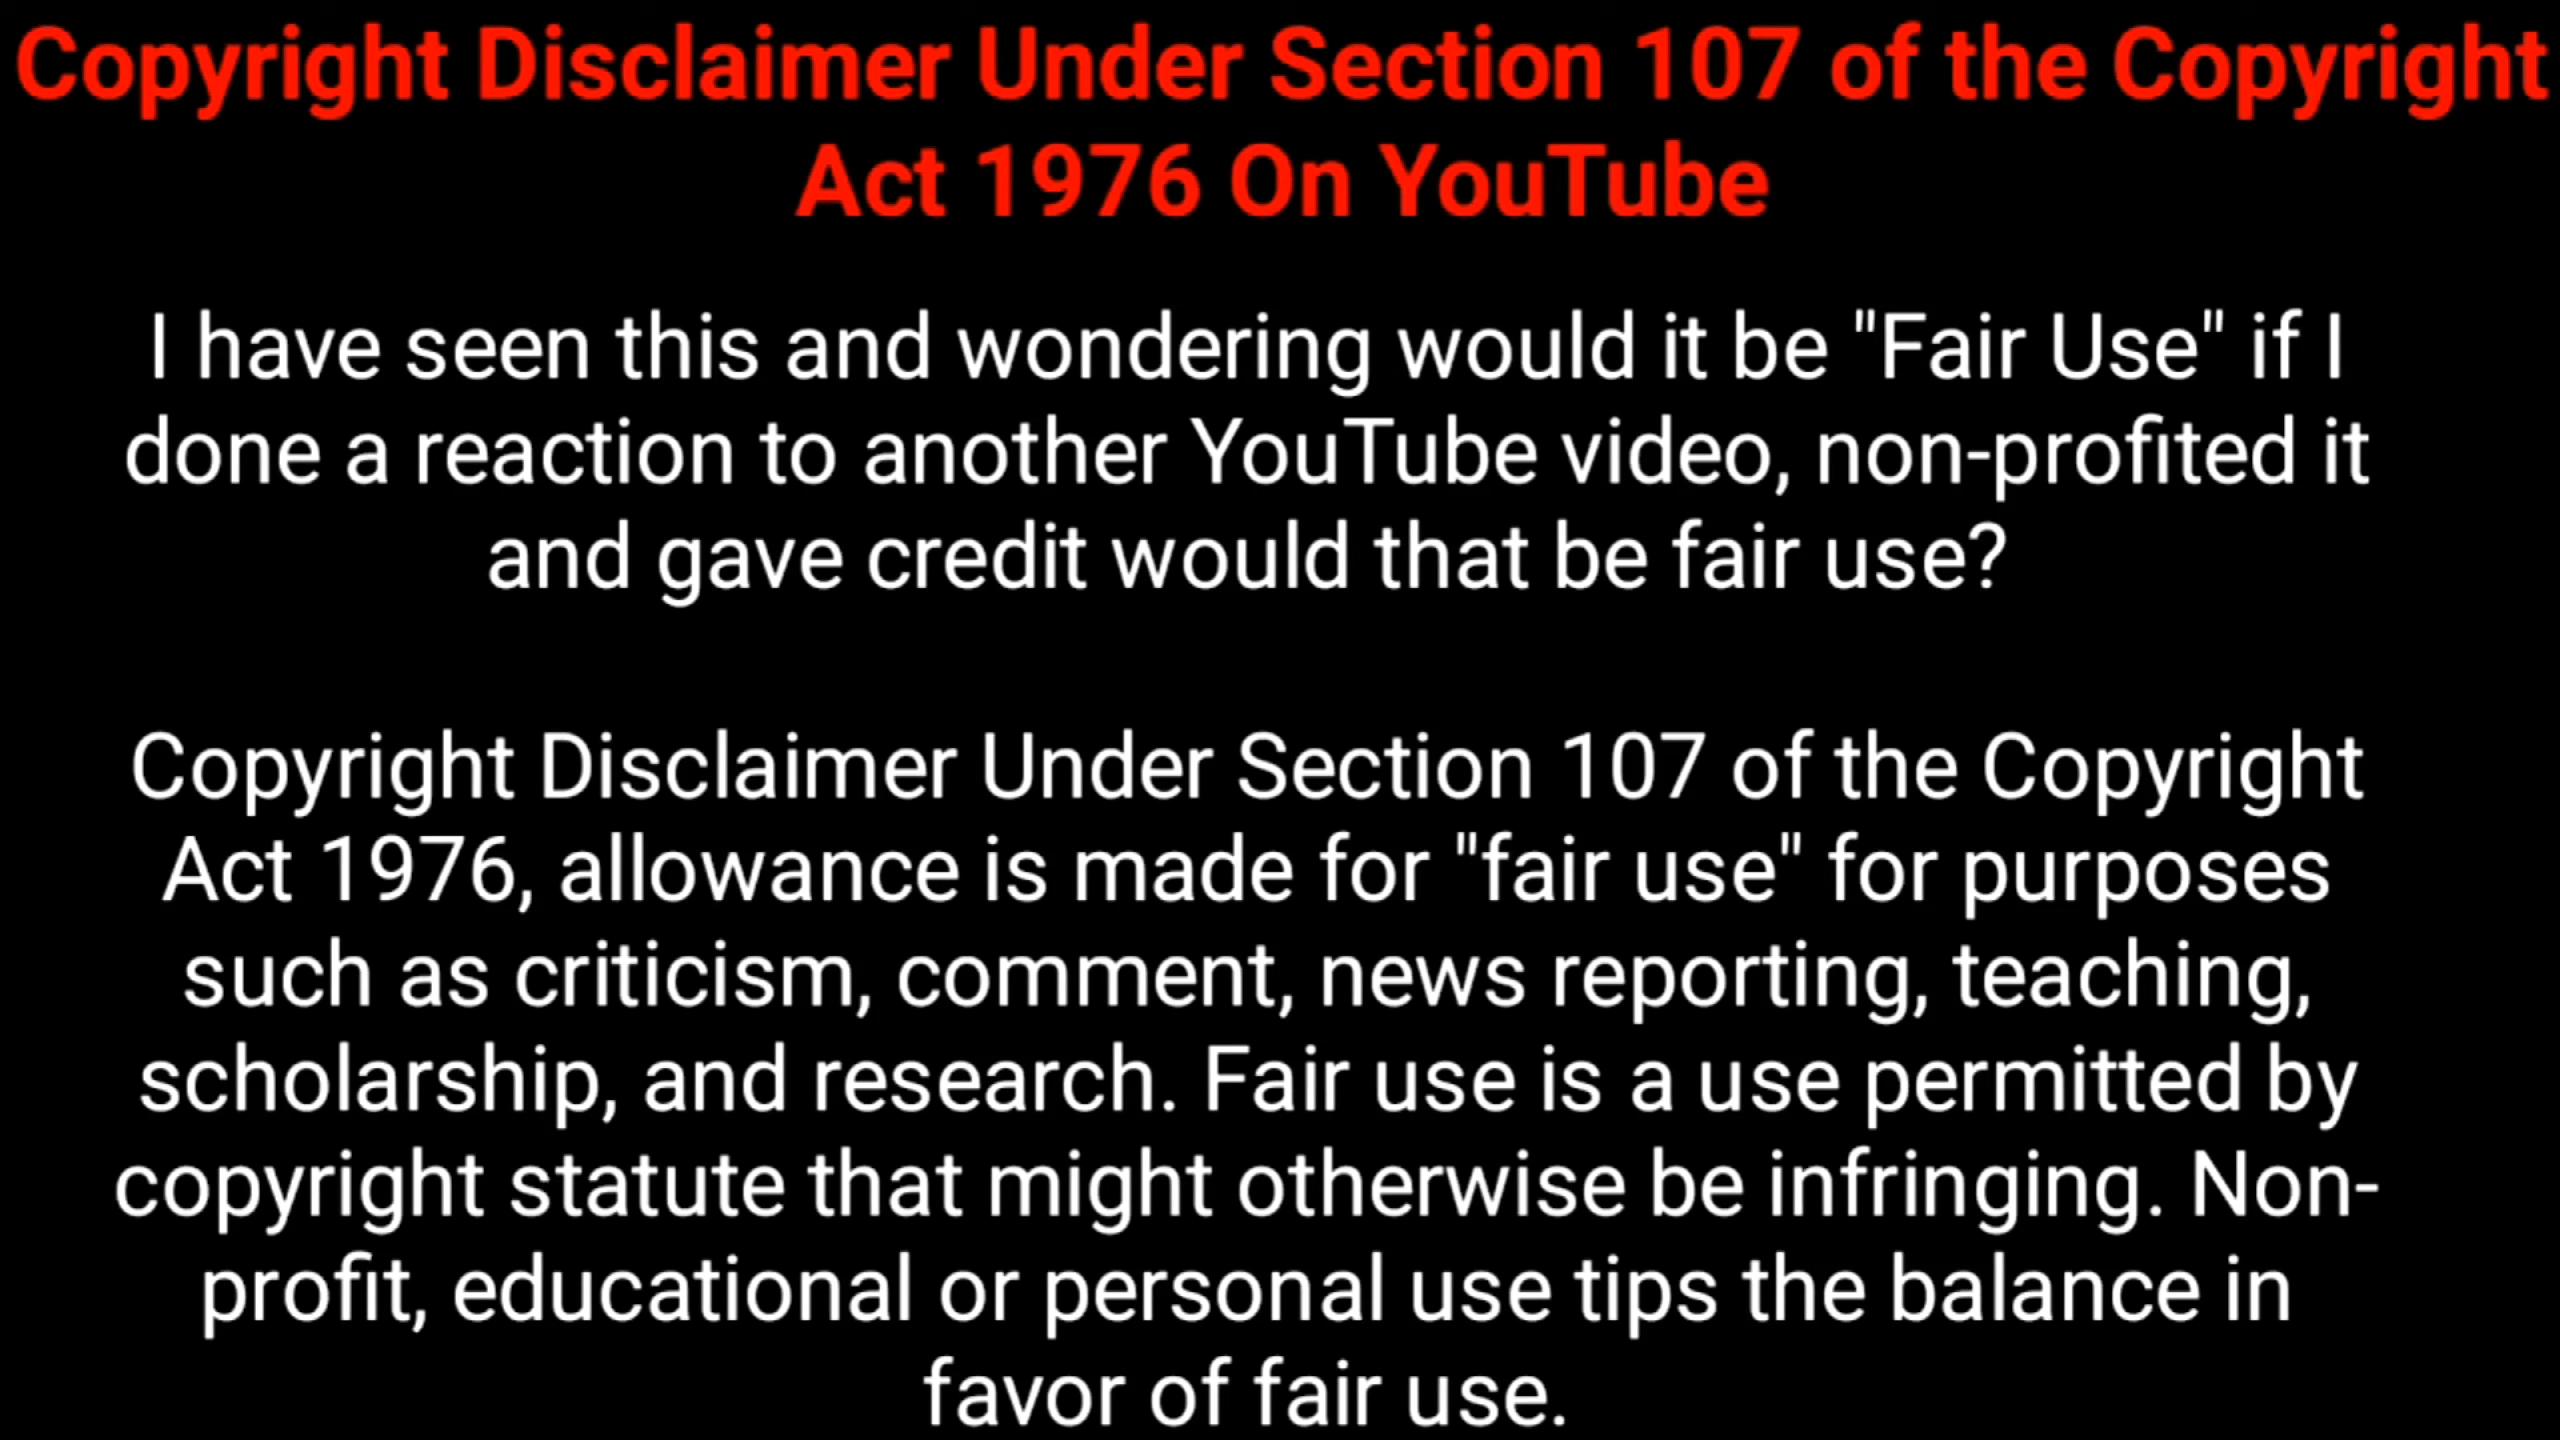 Copyright Disclaimer Under Section 107 of the Copyright
Act 1976 On YouTube
I have seen this and wondering would it be "Fair Use" if I
done a reaction to another YouTube video, non-profited it
and gave credit would that be fair use?
Copyright Disclaimer Under Section 107 of the Copyright
Act 1976, allowance is made for "fair use" for purposes
such as criticism, comment, news reporting, teaching,
scholarship, and research. Fair use is a use permitted by
copyright statute that might otherwise be infringing. Non-
profit, educational or personal use tips the balance in
favor of fair use.